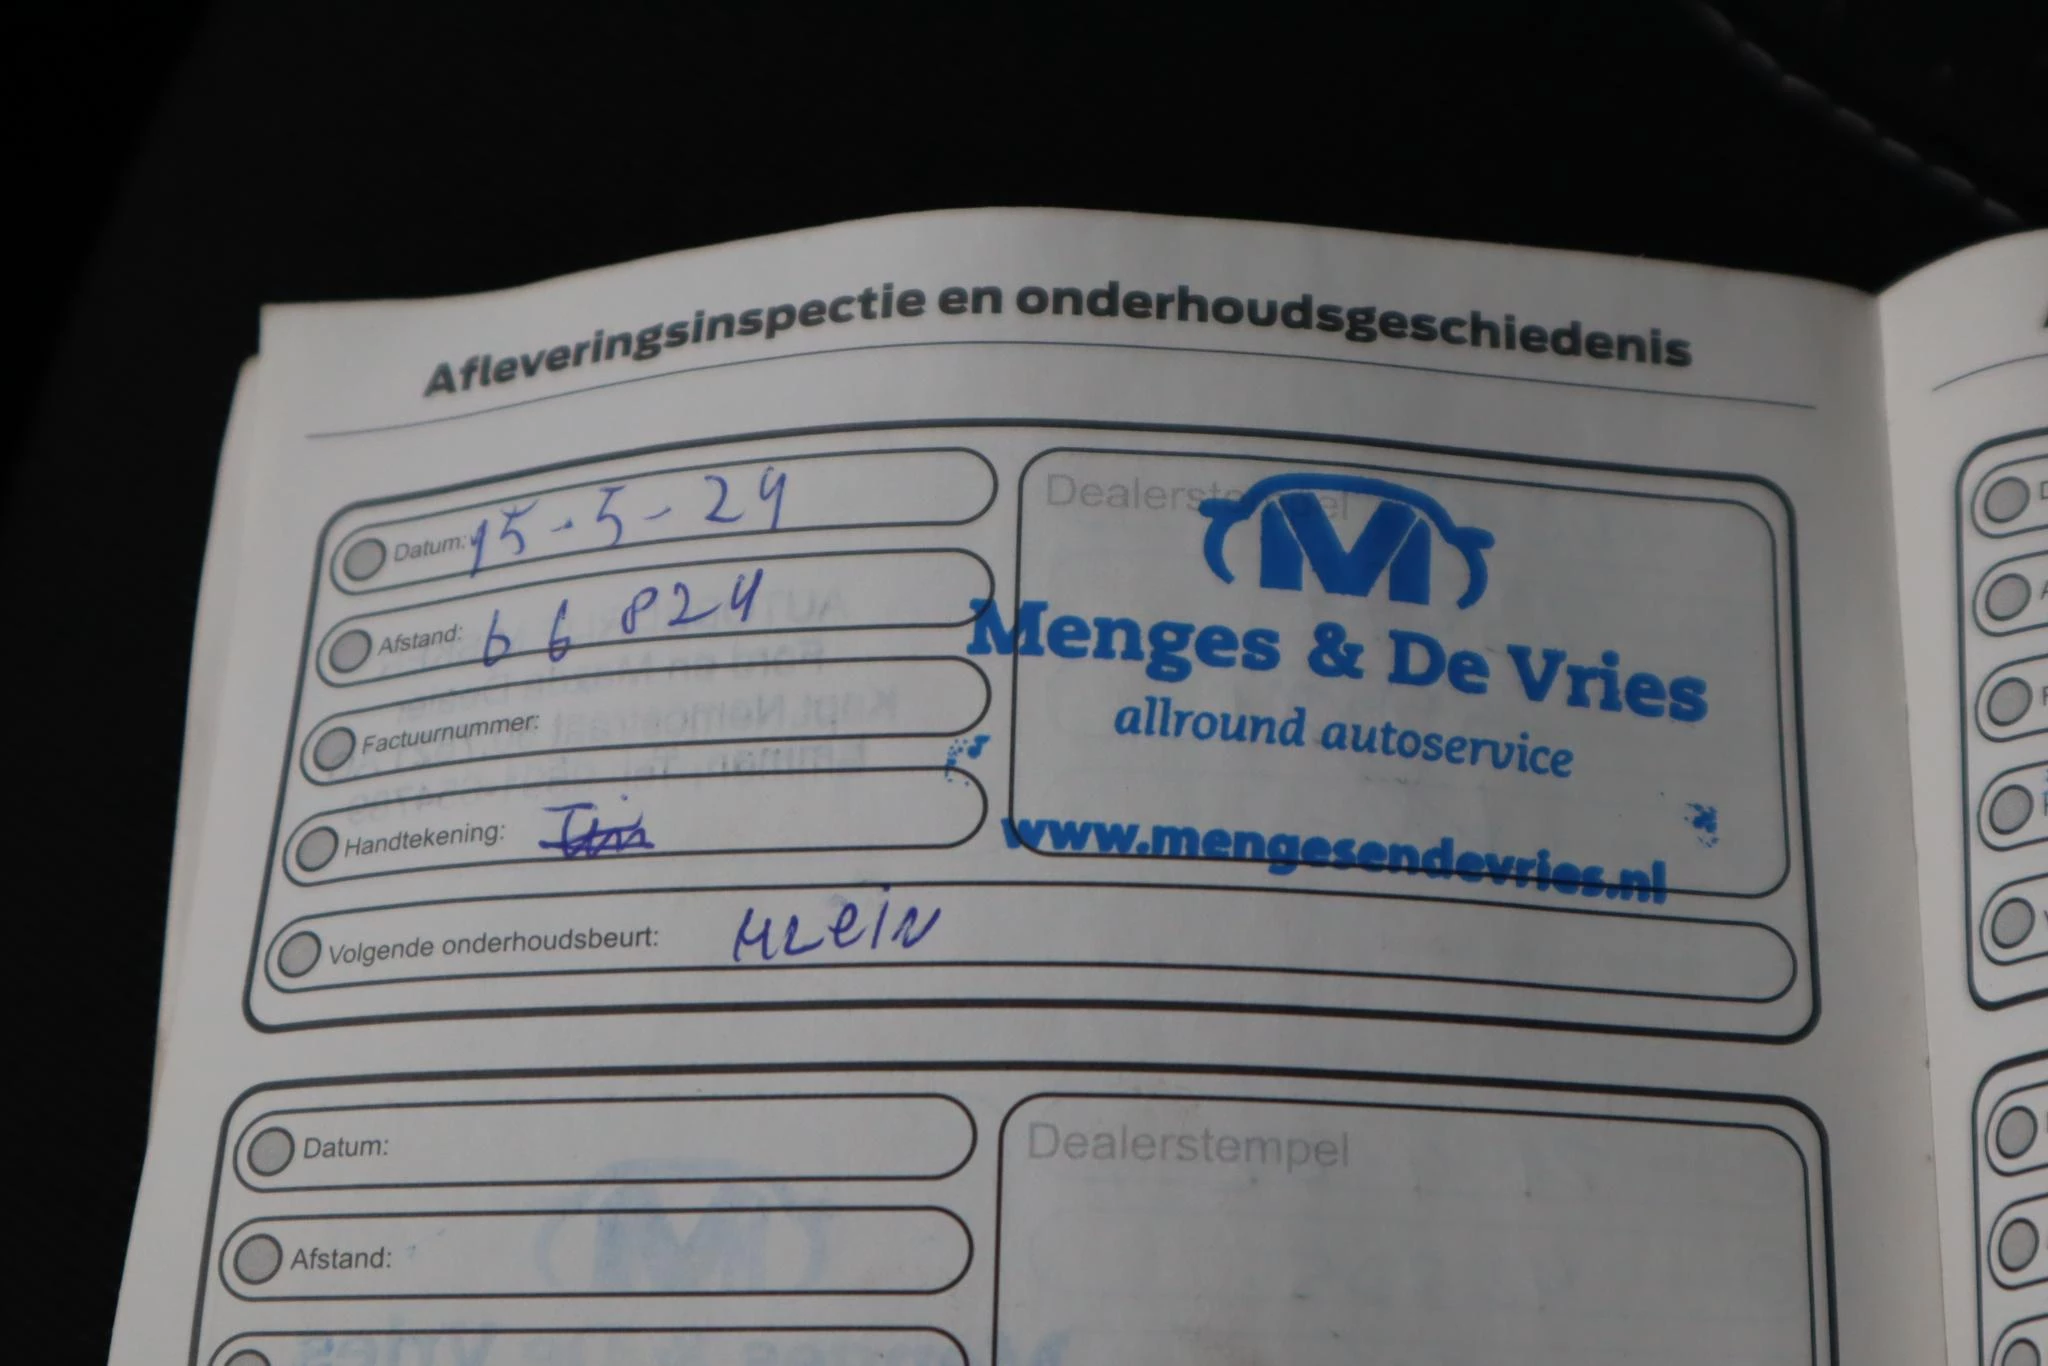 Afleveringsinspectie en onderhoudsgeschiedenis
Datum: 15-5-24
Afstand: 66824
Factuurnummer:
Handtekening: Tim
Volgende onderhoudsbeurt: KLein
Dealerstempel
Menges & De Vries
allround autoservice
www.mengesendevries.nl
Datum:
Afstand:
Dealerstempel